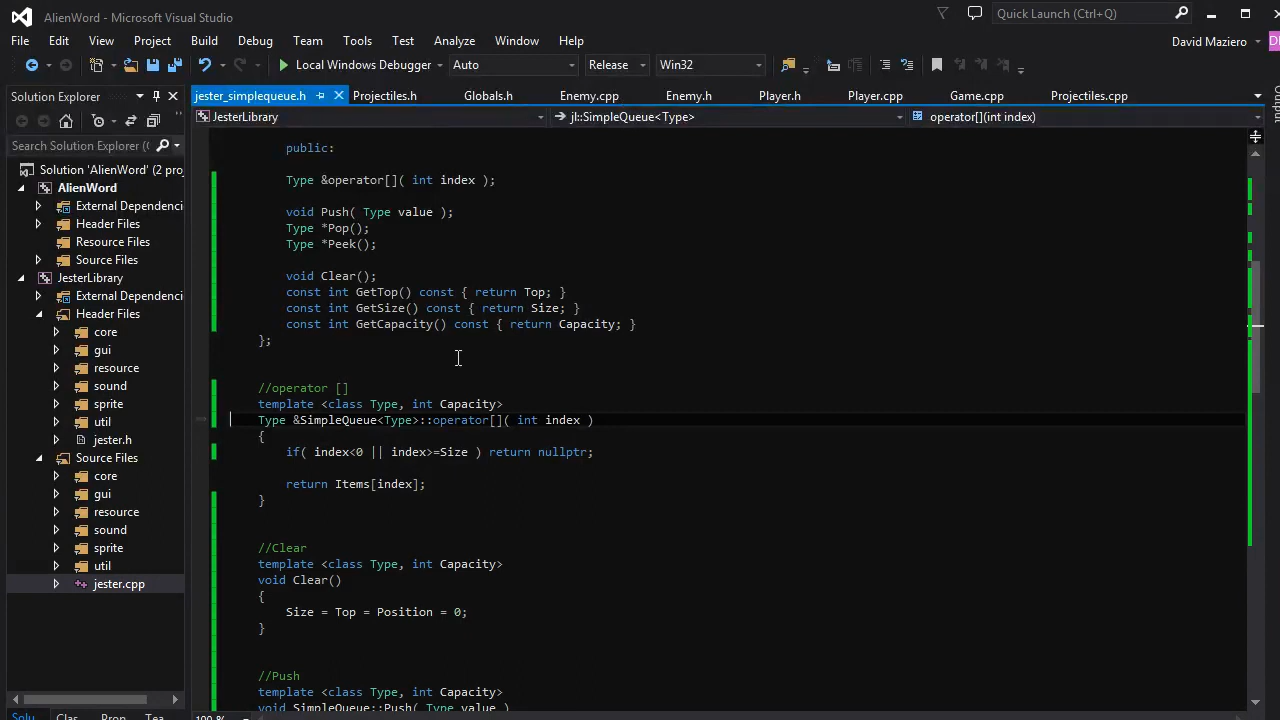 AlienWord - Microsoft Visual Studio
Quick Launch (Ctrl+Q)
File Edit View Project Build Debug Team Tools Test Analyze Window Help
David Maziero
Local Windows Debugger Auto Release Win32
Solution Explorer
jester_simplequeue.h Projectiles.h Globals.h Enemy.cpp Enemy.h Player.h Player.cpp Game.cpp Projectiles.cpp
JesterLibrary jl::SimpleQueue<Type> operator[](int index)
Search Solution Explorer (
Solution 'AlienWord' (2 proj
AlienWord
External Dependenci
Header Files
Resource Files
Source Files
JesterLibrary
External Dependenci
Header Files
core
gui
resource
sound
sprite
util
jester.h
Source Files
core
gui
resource
sound
sprite
util
jester.cpp
public:
Type &operator[]( int index );
void Push( Type value );
Type *Pop();
Type *Peek();
void Clear();
const int GetTop() const { return Top; }
const int GetSize() const { return Size; }
const int GetCapacity() const { return Capacity; }
};
//operator []
template <class Type, int Capacity>
Type &SimpleQueue<Type>::operator[]( int index )
{
if( index<0 || index>=Size ) return nullptr;
return Items[index];
}
//Clear
template <class Type, int Capacity>
void Clear()
{
Size = Top = Position = 0;
}
//Push
template <class Type, int Capacity>
void SimpleQueue::Push( Type value )
100 %
Solu... Clas... Prop... Tea...